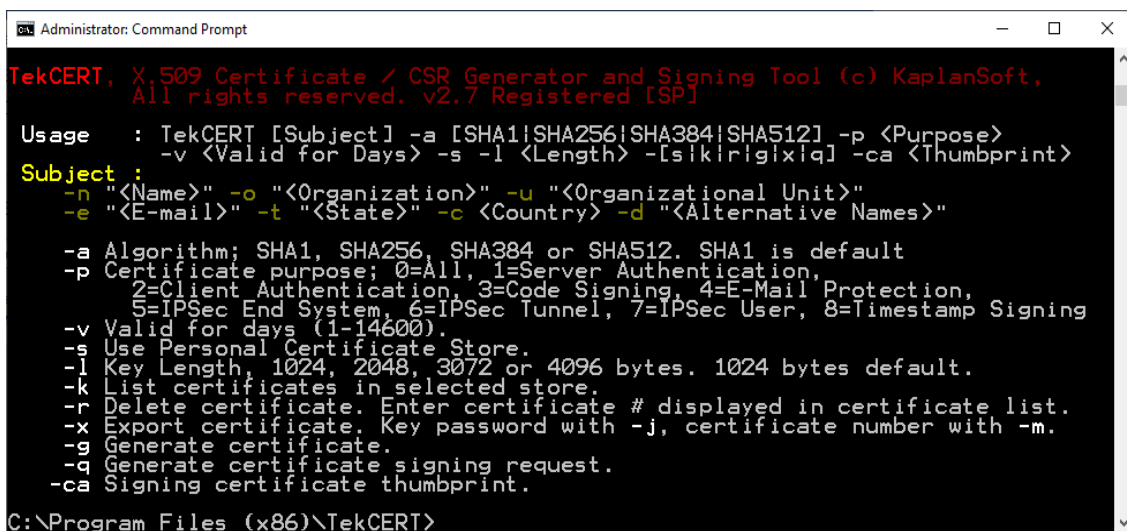 Administrator: Command Prompt
TekCERT, X.509 Certificate / CSR Generator and Signing Tool (c) KaplanSoft,
All rights reserved. v2.7 Registered [SP]
Usage : TekCERT [Subject] -a [SHA1|SHA256|SHA384|SHA512] -p <Purpose>
-v <Valid for Days> -s -l <Length> -[s|k|r|g|x|q] -ca <Thumbprint>
Subject :
-n "<Name>" -o "<Organization>" -u "<Organizational Unit>"
-e "<E-mail>" -t "<State>" -c <Country> -d "<Alternative Names>"
-a Algorithm; SHA1, SHA256, SHA384 or SHA512. SHA1 is default
-p Certificate purpose; 0=All, 1=Server Authentication,
2=Client Authentication, 3=Code Signing, 4=E-Mail Protection,
5=IPSec End System, 6=IPSec Tunnel, 7=IPSec User, 8=Timestamp Signing
-v Valid for days (1-14600).
-s Use Personal Certificate Store.
-l Key Length, 1024, 2048, 3072 or 4096 bytes. 1024 bytes default.
-k List certificates in selected store.
-r Delete certificate. Enter certificate # displayed in certificate list.
-x Export certificate. Key password with -j, certificate number with -m.
-g Generate certificate.
-q Generate certificate signing request.
-ca Signing certificate thumbprint.
C:\Program Files (x86)\TekCERT>